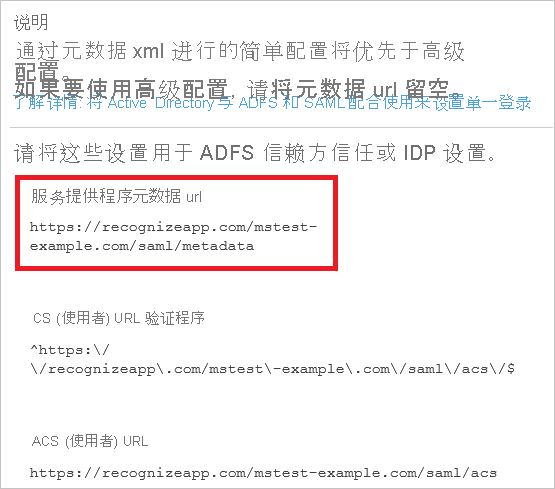 说明
通过元数据 xml 进行的简单配置将优先于高级
配置。
如果要使用高级配置, 请将元数据 url 留空。
了解详情: 将 Active Directory 与 ADFS 和 SAML 配合使用来设置单一登录
请将这些设置用于 ADFS 信赖方信任或 IDP 设置。
服务提供程序元数据 url
https://recognizeapp.com/mstest-
example.com/saml/metadata
CS (使用者) URL 验证程序
^https:\/
\/recognizeapp\.com/mstest\-example\.com\/saml\/acs\/$
ACS (使用者) URL
https://recognizeapp.com/mstest-example.com/saml/acs